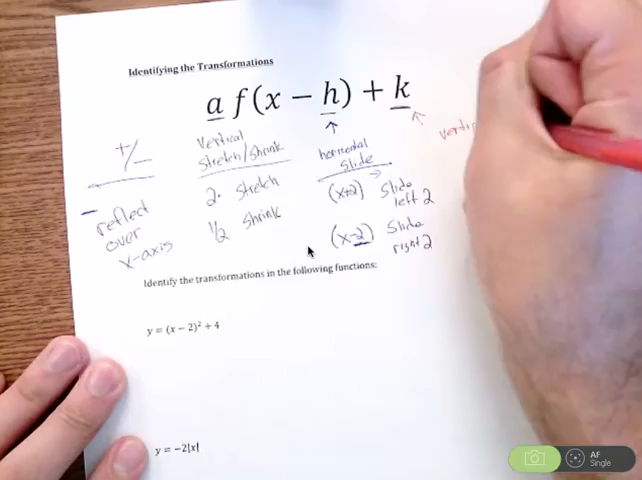 Identifying the Transformations
a f(x − h) + k
+/-
Vertical
Stretch/Shrink
horizontal
Slide
2· Stretch
(x+2) Slide
left 2
- reflect
over
x-axis
1/2 Shrink
(x-2) Slide
right 2
Identify the transformations in the following functions:
y = (x − 2)² + 4
y = −2|x|
AF
Single